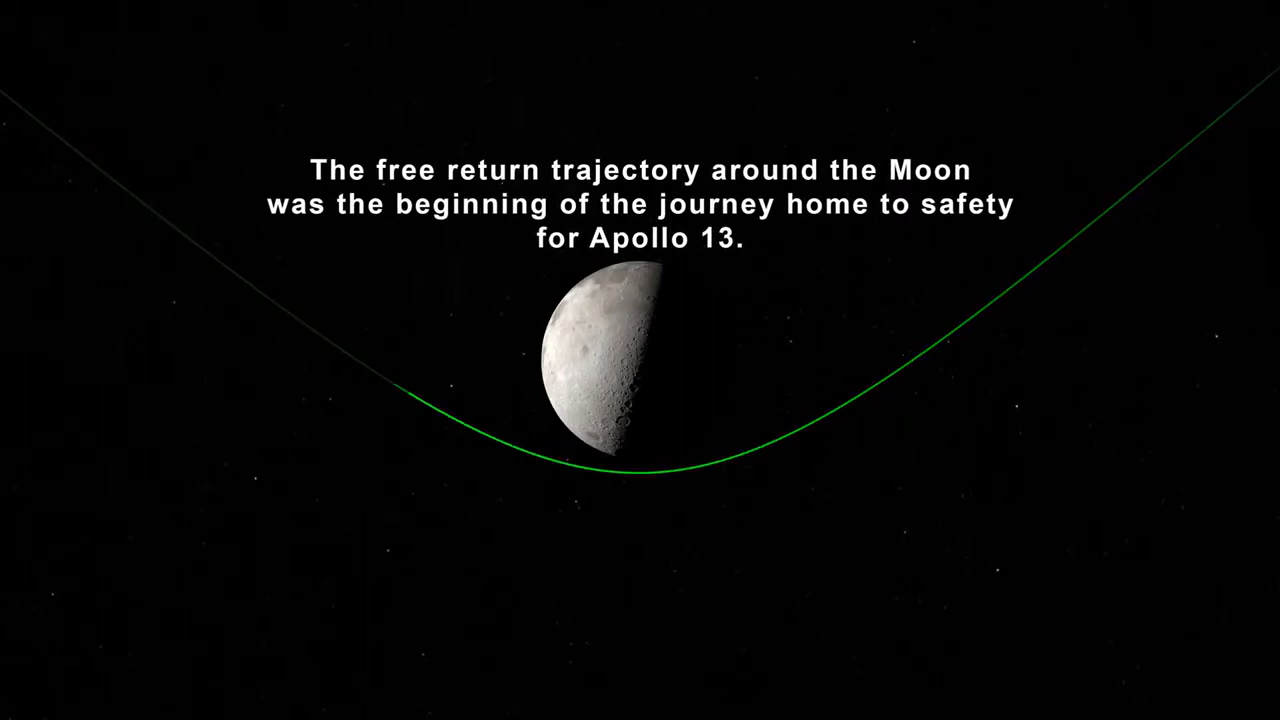 The free return trajectory around the Moon
was the beginning of the journey home to safety
for Apollo 13.